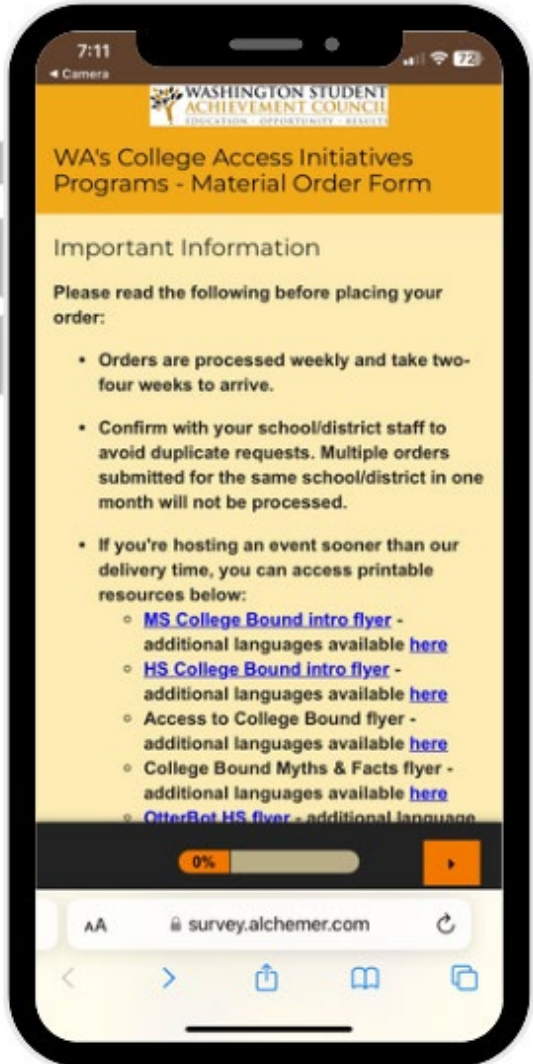 7:11
72
◂ Camera
WASHINGTON STUDENT
ACHIEVEMENT COUNCIL
EDUCATION · OPPORTUNITY · RESULTS
WA's College Access Initiatives
Programs - Material Order Form
Important Information
Please read the following before placing your
order:
• Orders are processed weekly and take two-
four weeks to arrive.
• Confirm with your school/district staff to
avoid duplicate requests. Multiple orders
submitted for the same school/district in one
month will not be processed.
• If you're hosting an event sooner than our
delivery time, you can access printable
resources below:
◦ MS College Bound intro flyer -
additional languages available here
◦ HS College Bound intro flyer -
additional languages available here
◦ Access to College Bound flyer -
additional languages available here
◦ College Bound Myths & Facts flyer -
additional languages available here
◦ OtterBot HS flyer - additional language
0%
AA
survey.alchemer.com